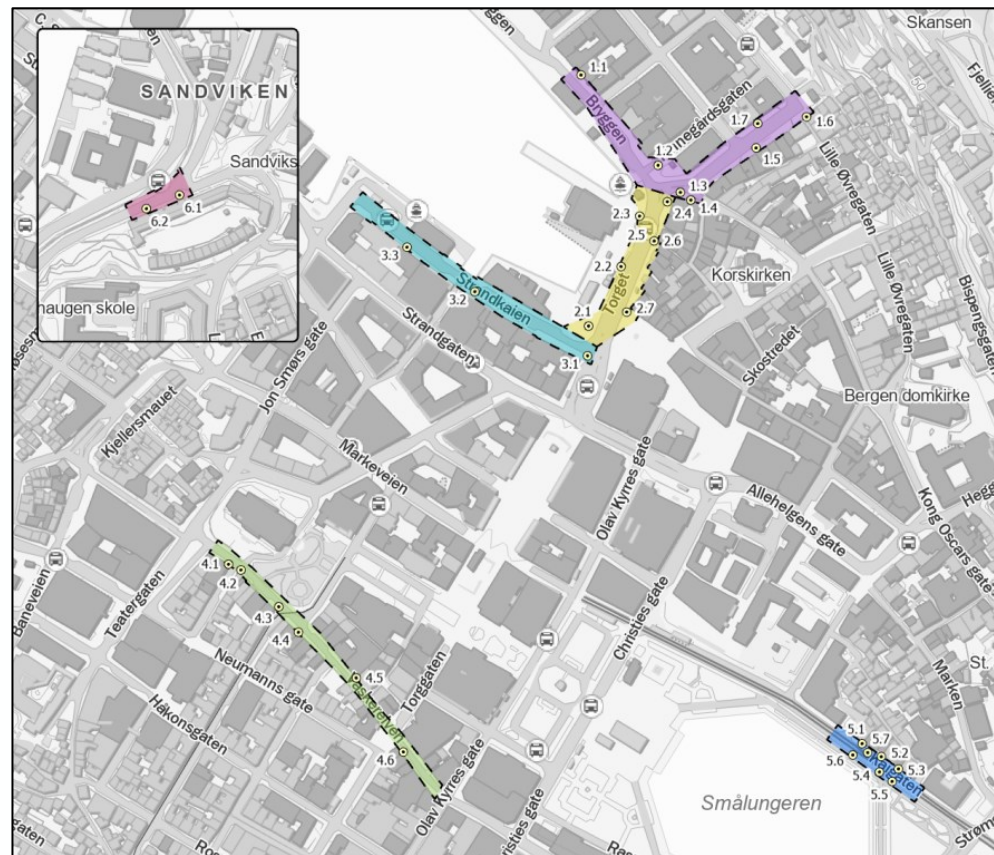 Skansen
1.1
Bryggen
1.7
1.6
1.2
1.5
1.3
1.4
SANDVIKEN
Sandviks
6.1
6.2
2.4
2.3
2.5
2.6
3.3
2.2
Korskirken
Lille Øvregaten
Lille Øvregaten
haugen skole
3.2
Strandkaien
Torget
2.7
2.1
Bispengsgaten
Strandgaten
3.1
Skostredet
Jon Smørs gate
Bergen domkirke
Kjellersmauet
Markeveien
Olav Kyrres gate
Allehelgens gate
Kong Oscars gate
4.1
4.2
Teatergaten
Baneveien
4.3
4.4
Christies gate
Neumanns gate
4.5
Torggaten
Marken
St.
Håkonsgaten
4.6
5.1
5.7
5.2
5.6
5.3
5.4
5.5
Kaigaten
Olav Kyrres gate
Smålungeren